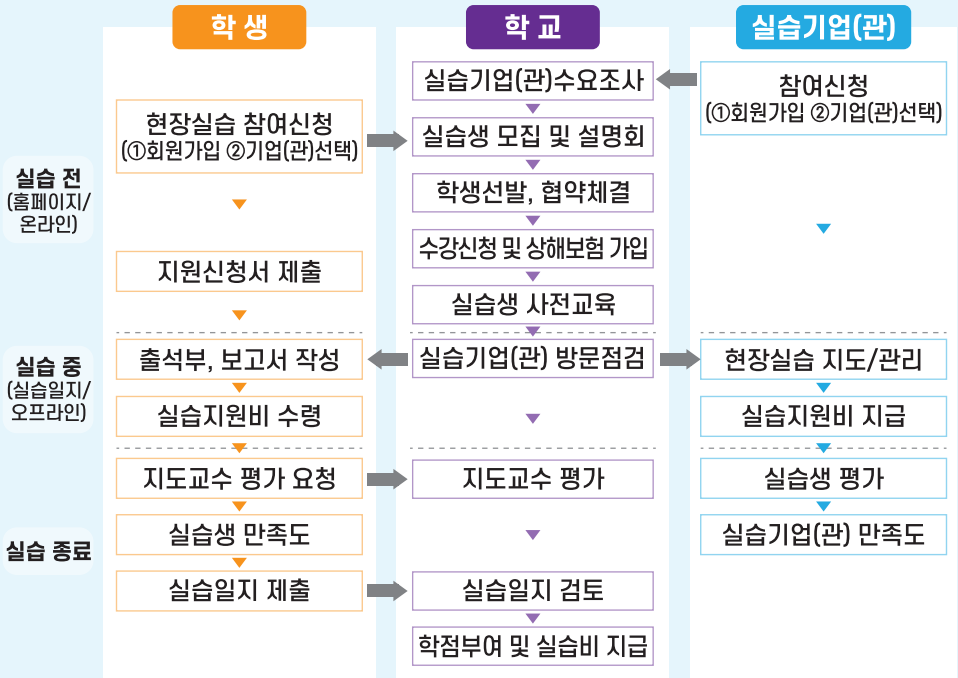 학 생
학 교
실습기업(관)
실습 전
(홈페이지/
온라인)
현장실습 참여신청
(①회원가입 ②기업(관)선택)
지원신청서 제출
실습기업(관)수요조사
실습생 모집 및 설명회
학생선발, 협약체결
수강신청 및 상해보험 가입
실습생 사전교육
참여신청
(①회원가입 ②기업(관)선택)
실습 중
(실습일지/
오프라인)
출석부, 보고서 작성
실습지원비 수령
실습기업(관) 방문점검
현장실습 지도/관리
실습지원비 지급
실습 종료
지도교수 평가 요청
실습생 만족도
실습일지 제출
지도교수 평가
실습일지 검토
학점부여 및 실습비 지급
실습생 평가
실습기업(관) 만족도